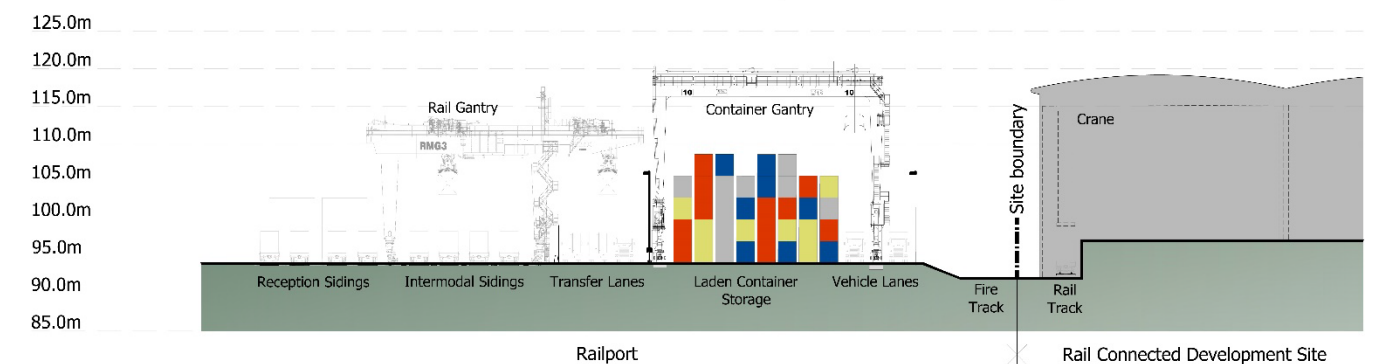 125.0m
120.0m
115.0m
110.0m
105.0m
100.0m
95.0m
90.0m
85.0m
Rail Gantry
RMG3
Container Gantry
10
10
Crane
Site boundary
Reception Sidings
Intermodal Sidings
Transfer Lanes
Laden Container
Storage
Vehicle Lanes
Fire
Track
Rail
Track
Railport
Rail Connected Development Site